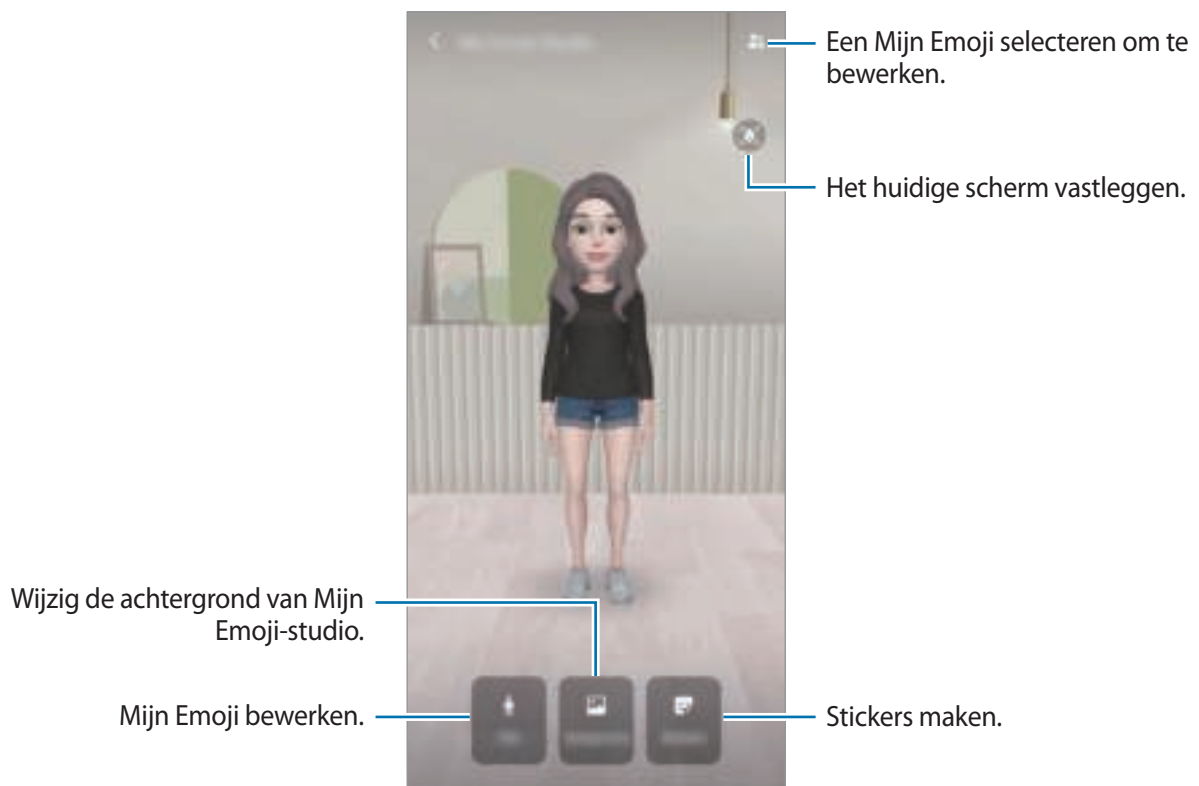 Een Mijn Emoji selecteren om te
bewerken.
Het huidige scherm vastleggen.
Wijzig de achtergrond van Mijn
Emoji-studio.
Mijn Emoji bewerken.
Stickers maken.